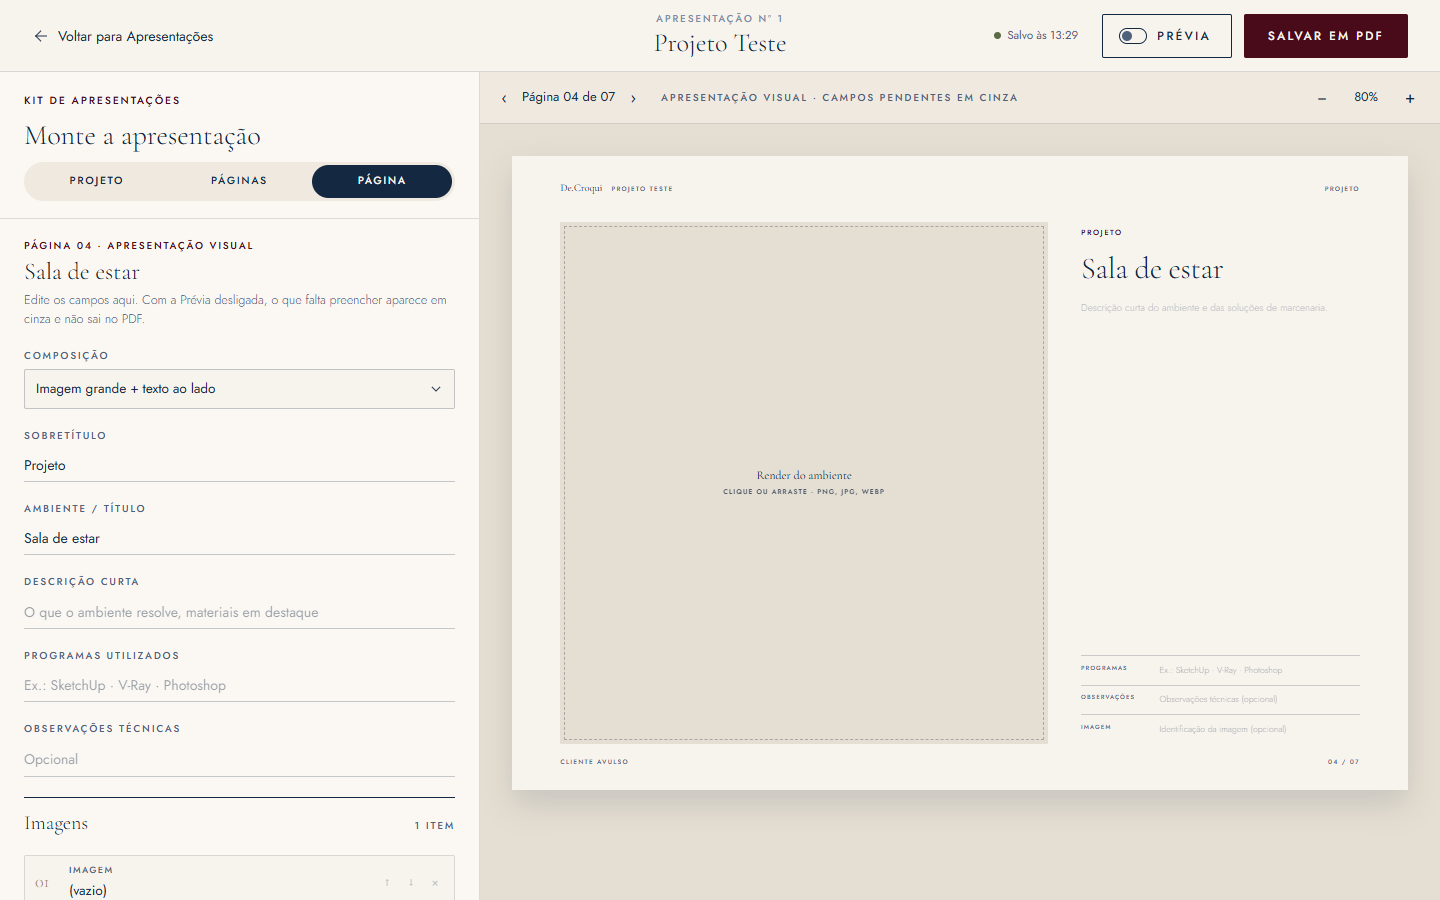 ← Voltar para Apresentações
APRESENTAÇÃO Nº 1
Projeto Teste
Salvo às 13:29
PRÉVIA
SALVAR EM PDF
KIT DE APRESENTAÇÕES
Monte a apresentação
PROJETO
PÁGINAS
PÁGINA
PÁGINA 04 · APRESENTAÇÃO VISUAL
Sala de estar
Edite os campos aqui. Com a Prévia desligada, o que falta preencher aparece em
cinza e não sai no PDF.
COMPOSIÇÃO
Imagem grande + texto ao lado
SOBRETÍTULO
Projeto
AMBIENTE / TÍTULO
Sala de estar
DESCRIÇÃO CURTA
O que o ambiente resolve, materiais em destaque
PROGRAMAS UTILIZADOS
Ex.: SketchUp · V-Ray · Photoshop
OBSERVAÇÕES TÉCNICAS
Opcional
Imagens
1 ITEM
01
IMAGEM
(vazio)
↑ ↓ ×
‹ Página 04 de 07 ›
APRESENTAÇÃO VISUAL · CAMPOS PENDENTES EM CINZA
− 80% +
De.Croqui PROJETO TESTE
PROJETO
Render do ambiente
CLIQUE OU ARRASTE · PNG, JPG, WEBP
PROJETO
Sala de estar
Descrição curta do ambiente e das soluções de marcenaria.
PROGRAMAS Ex.: SketchUp · V-Ray · Photoshop
OBSERVAÇÕES Observações técnicas (opcional)
IMAGEM Identificação da imagem (opcional)
CLIENTE AVULSO
04 / 07